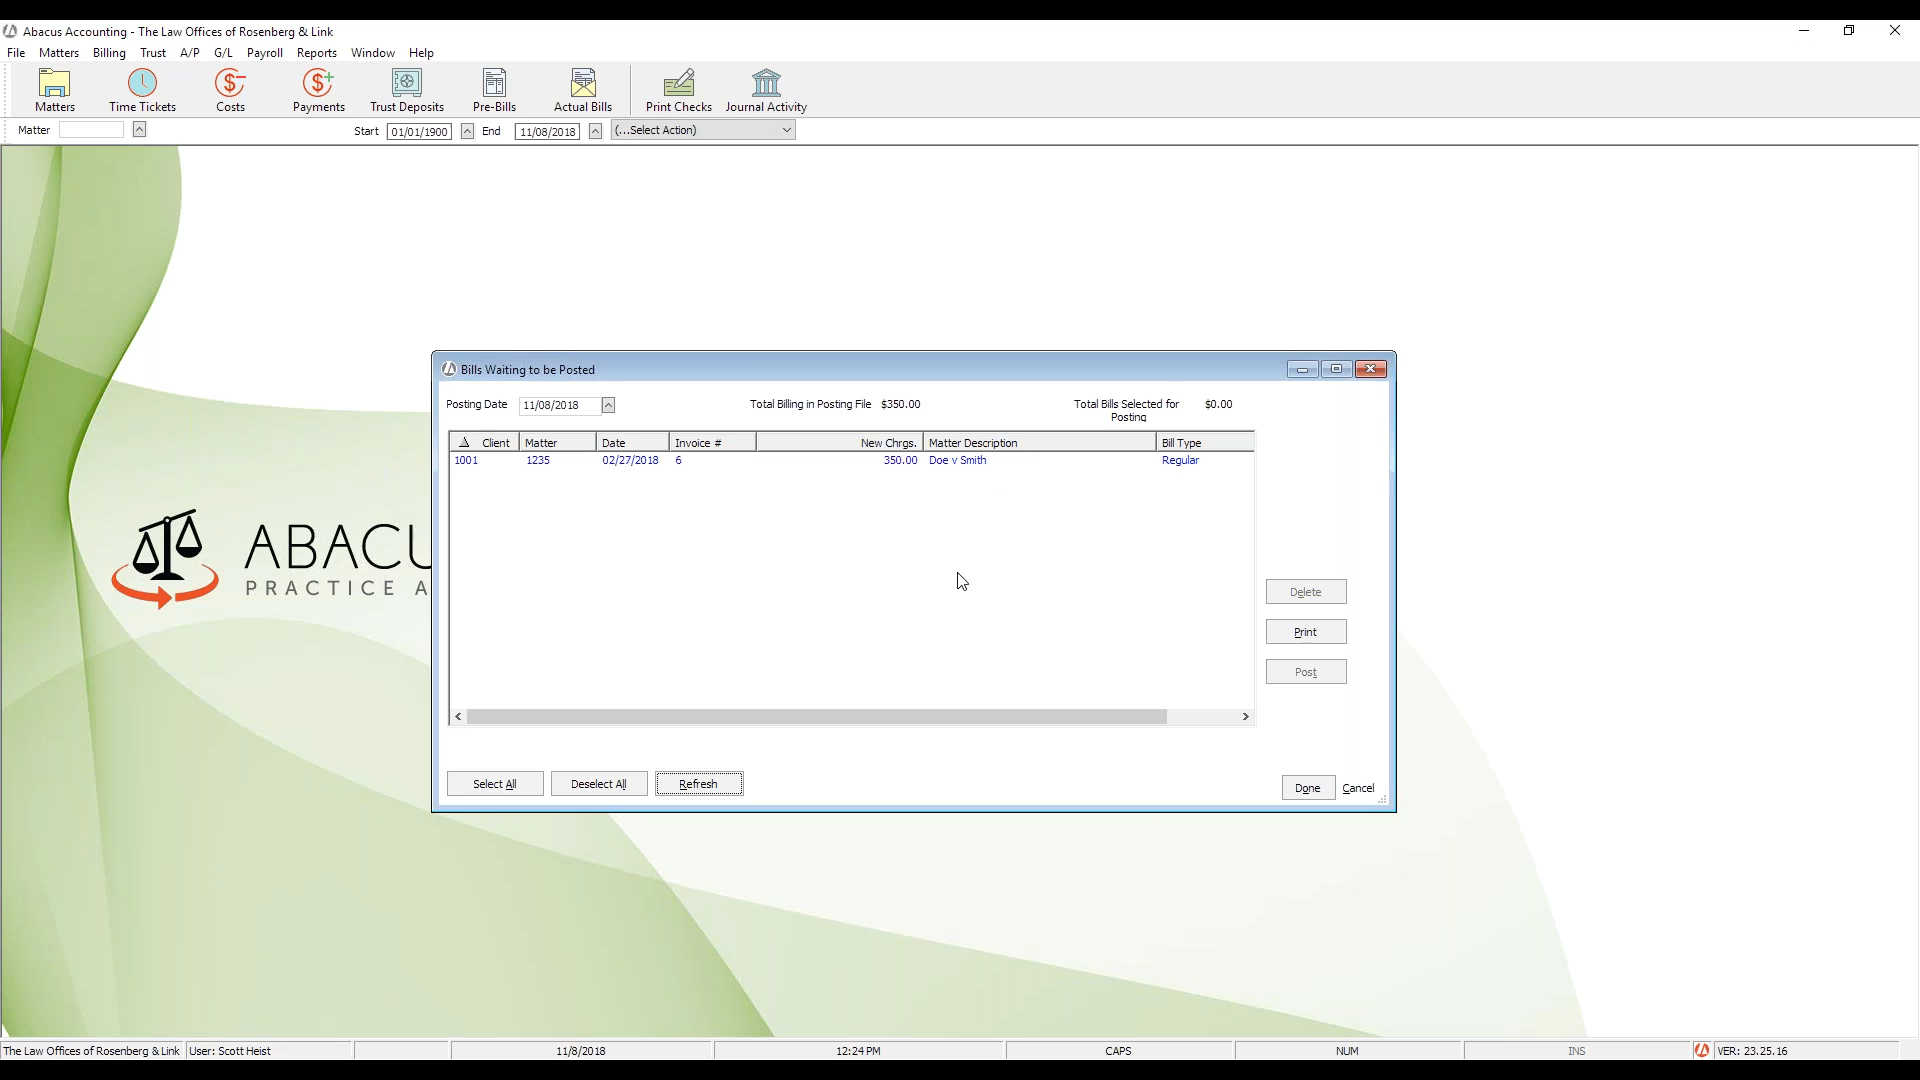 Abacus Accounting - The Law Offices of Rosenberg & Link
File Matters Billing Trust A/P G/L Payroll Reports Window Help
Matters Time Tickets Costs Payments Trust Deposits Pre-Bills Actual Bills Print Checks Journal Activity
Matter Start 01/01/1900 End 11/08/2018 (...Select Action)
Bills Waiting to be Posted
Posting Date 11/08/2018 Total Billing in Posting File $350.00 Total Bills Selected for $0.00
Posting
Client Matter Date Invoice # New Chrgs. Matter Description Bill Type
1001 1235 02/27/2018 6 350.00 Doe v Smith Regular
ABACU
PRACTICE A
Delete
Print
Post
Select All Deselect All Refresh
Done Cancel
The Law Offices of Rosenberg & Link User: Scott Heist 11/8/2018 12:24 PM CAPS NUM INS VER: 23.25.16